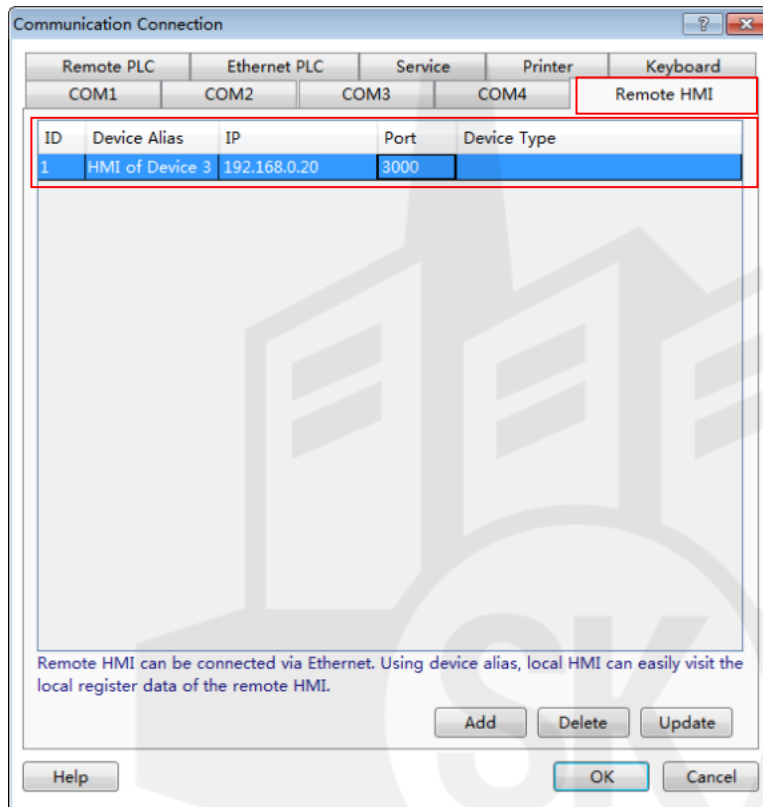 Communication Connection
Remote PLC Ethernet PLC Service Printer Keyboard
COM1 COM2 COM3 COM4 Remote HMI
ID Device Alias IP Port Device Type
1 HMI of Device 3 192.168.0.20 3000
Remote HMI can be connected via Ethernet. Using device alias, local HMI can easily visit the
local register data of the remote HMI.
Add Delete Update
Help OK Cancel
SK